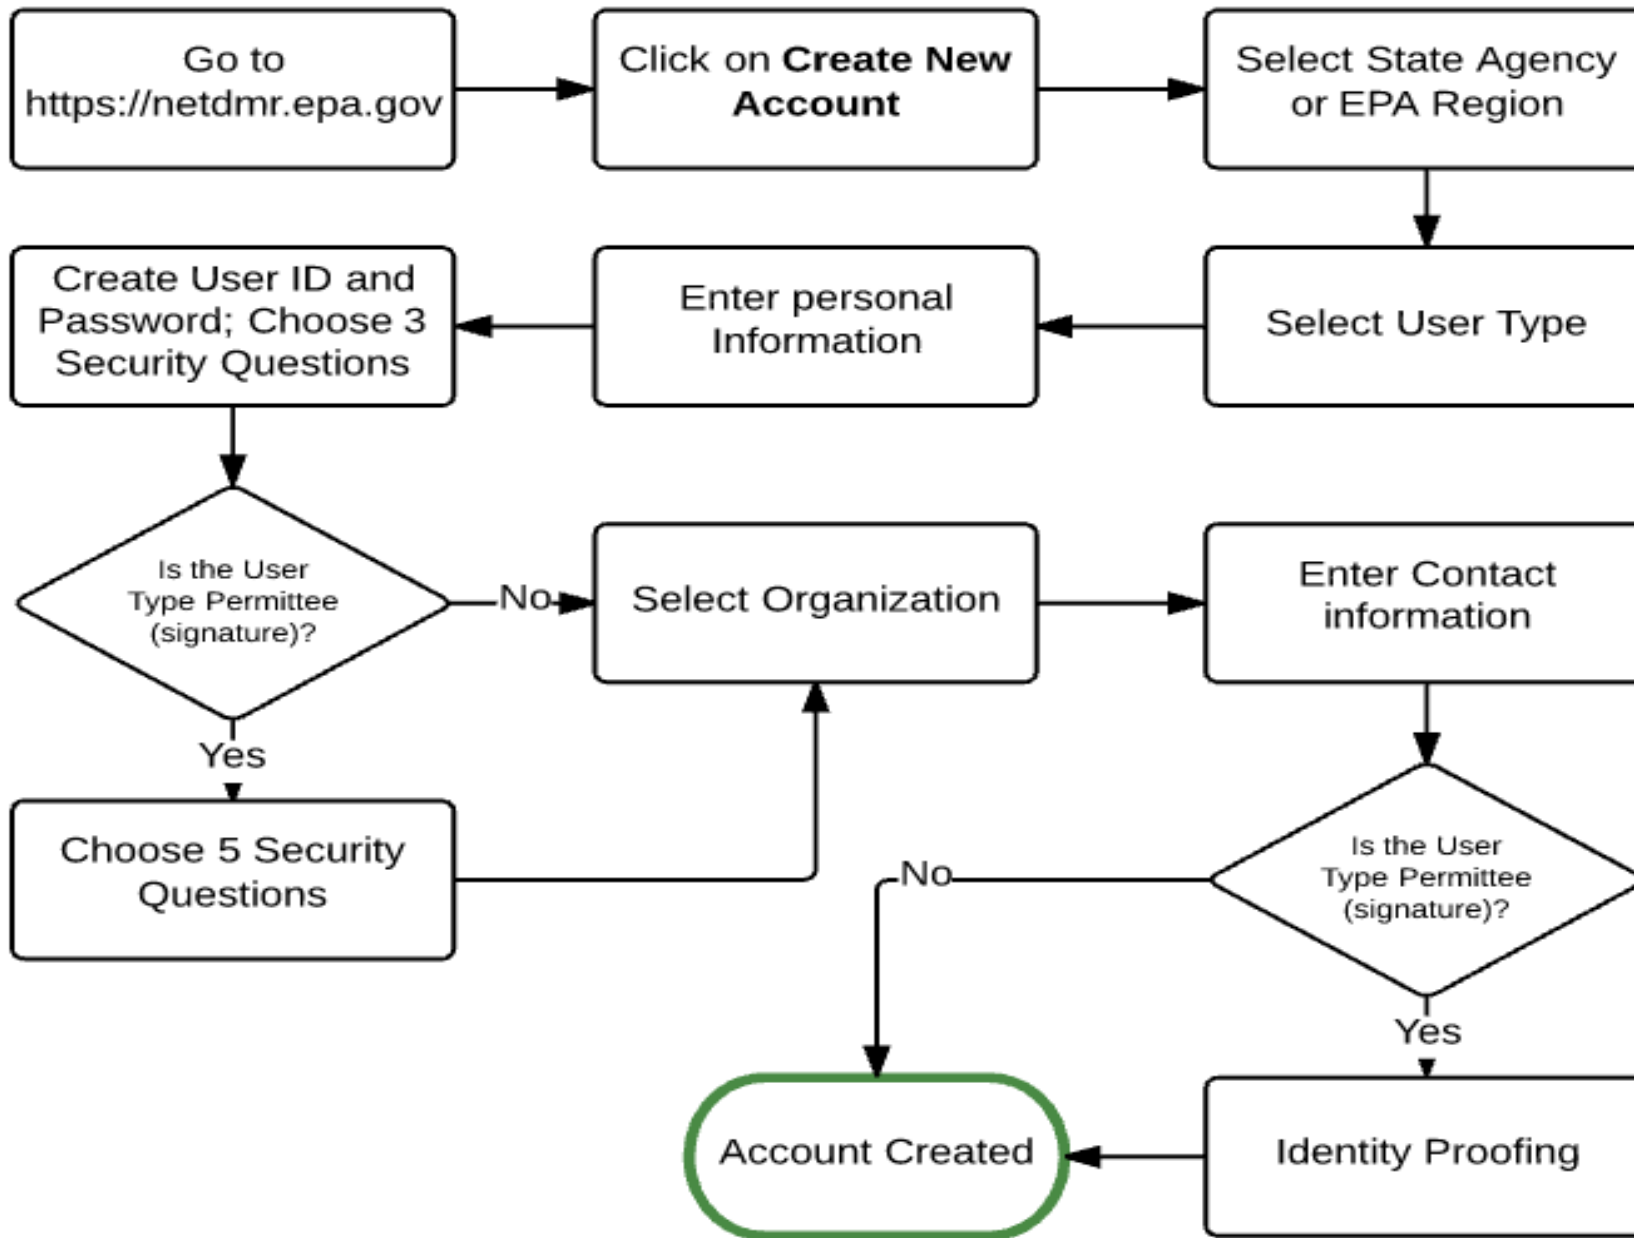 Go to
https://netdmr.epa.gov
Click on Create New
Account
Select State Agency
or EPA Region
Select User Type
Enter personal
Information
Create User ID and
Password; Choose 3
Security Questions
Is the User
Type Permittee
(signature)?
No
Yes
Choose 5 Security
Questions
Select Organization
Enter Contact
information
Is the User
Type Permittee
(signature)?
No
Yes
Identity Proofing
Account Created